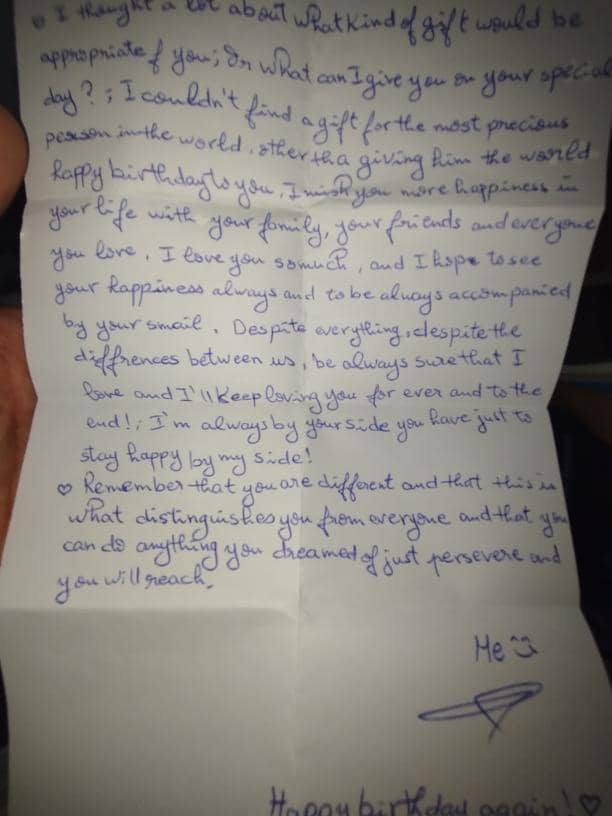 I thought a lot about what kind of gift would be
appropriate f you; Or what can I give you on your special
day? ; I couldn't find a gift for the most precious
person in the world, other tha giving him the world
happy birthday to you, I wish you more happiness in
your life with your family, your friends and everyone
you love, I love you so much, and I hope to see
your happiness always and to be always accompanied
by your smail. Despite everything, despite the
diffrences between us, be always sure that I
love and I'll keep loving you for ever and to the
end!; I'm always by your side you have just to
stay happy by my side!
♡ Remember that you are different and that this is
what distinguishes you from everyone and that you
can do anything you dreamed of just persevere and
you will reach.
Me
Happy birthday again! ♡